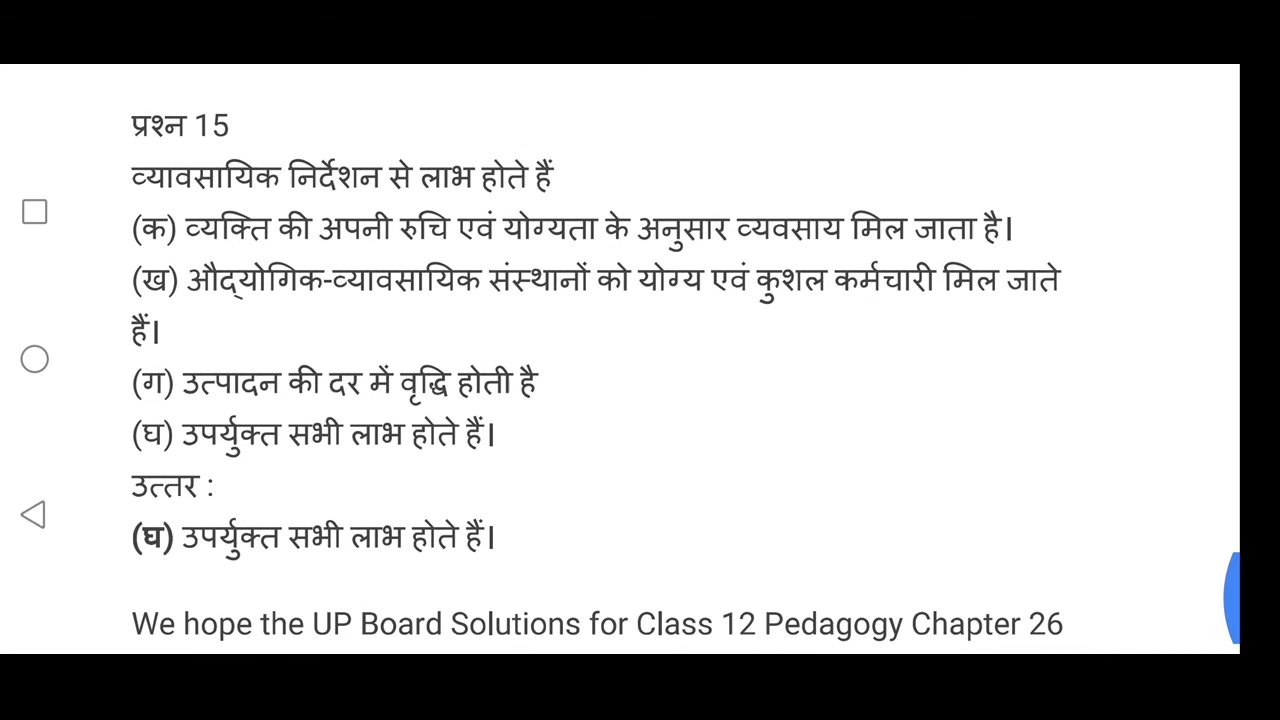 प्रश्न 15
व्यावसायिक निर्देशन से लाभ होते हैं
(क) व्यक्ति की अपनी रुचि एवं योग्यता के अनुसार व्यवसाय मिल जाता है।
(ख) औद्योगिक-व्यावसायिक संस्थानों को योग्य एवं कुशल कर्मचारी मिल जाते
हैं।
(ग) उत्पादन की दर में वृद्धि होती है
(घ) उपर्युक्त सभी लाभ होते हैं।
उत्तर :
(घ) उपर्युक्त सभी लाभ होते हैं।
We hope the UP Board Solutions for Class 12 Pedagogy Chapter 26